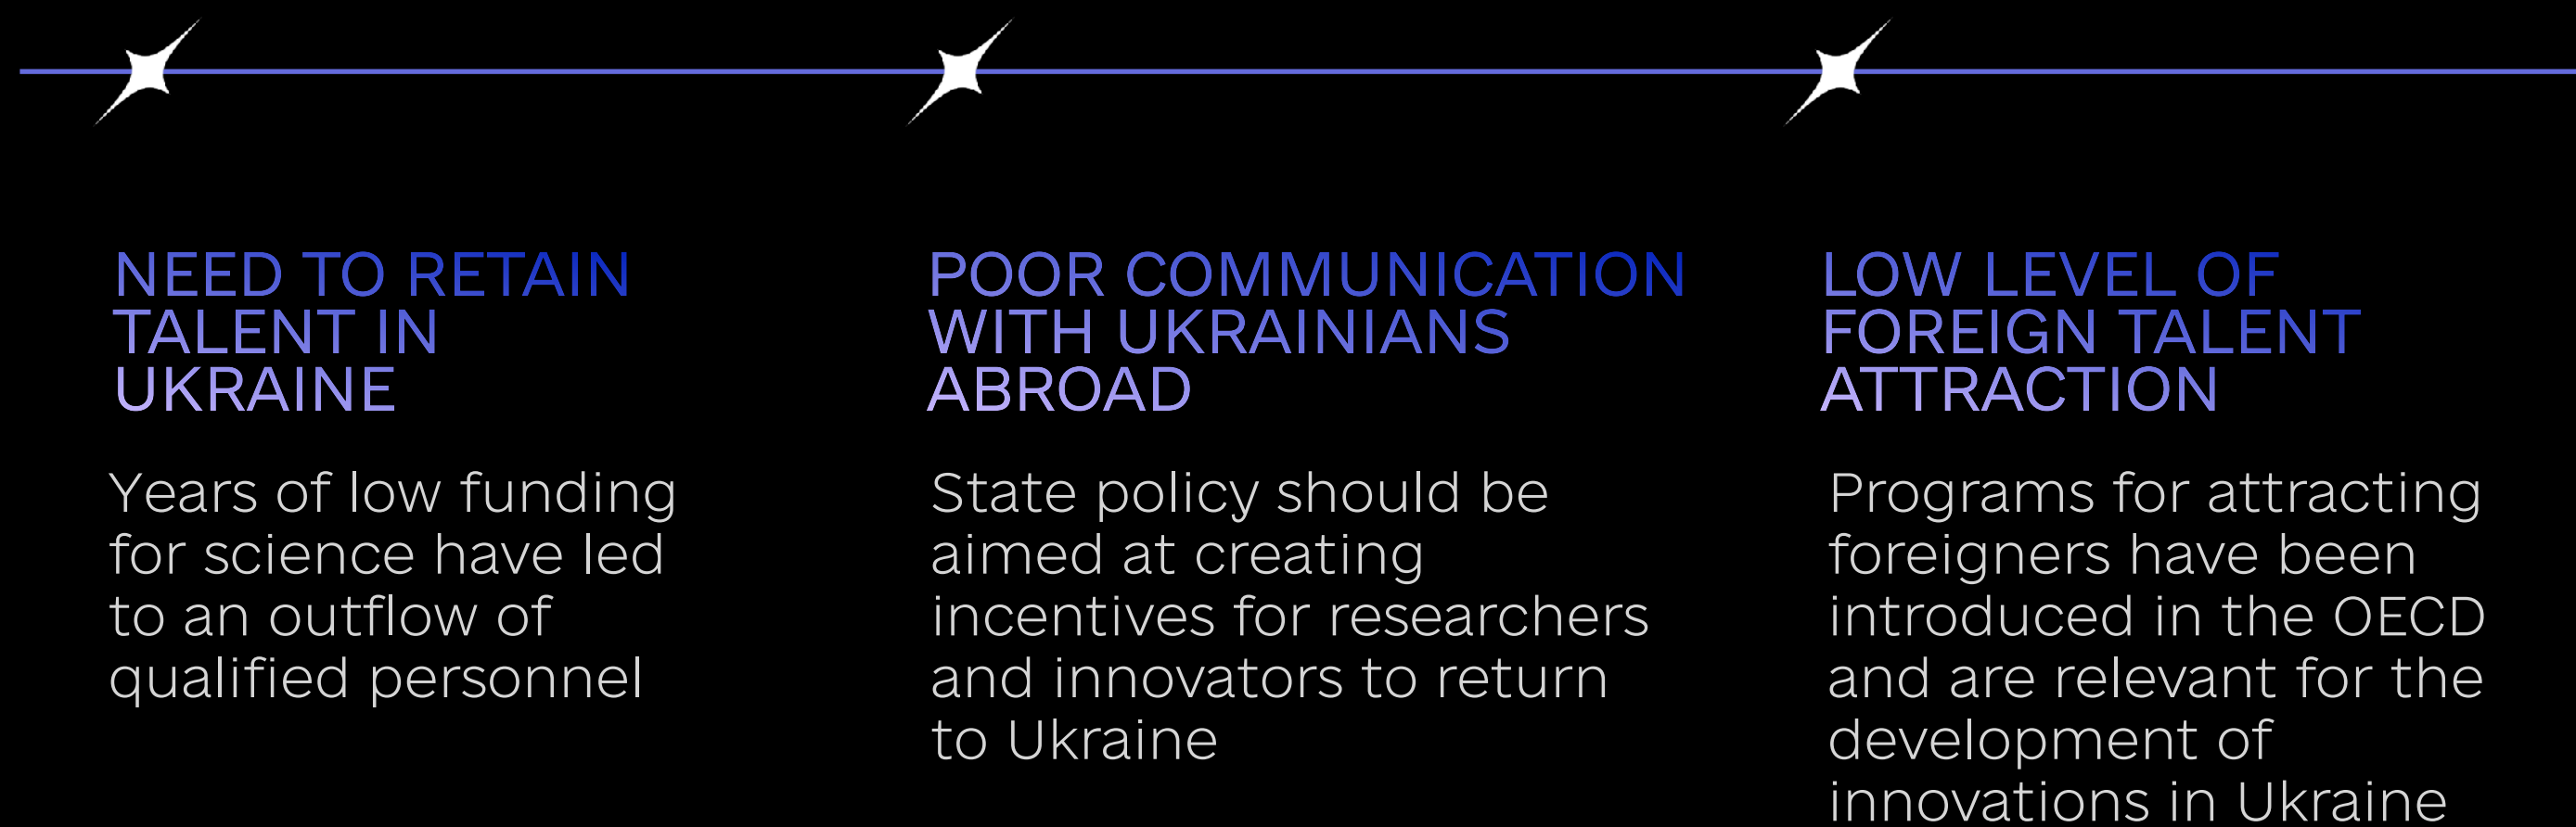 NEED TO RETAIN
TALENT IN
UKRAINE
Years of low funding
for science have led
to an outflow of
qualified personnel
POOR COMMUNICATION
WITH UKRAINIANS
ABROAD
State policy should be
aimed at creating
incentives for researchers
and innovators to return
to Ukraine
LOW LEVEL OF
FOREIGN TALENT
ATTRACTION
Programs for attracting
foreigners have been
introduced in the OECD
and are relevant for the
development of
innovations in Ukraine